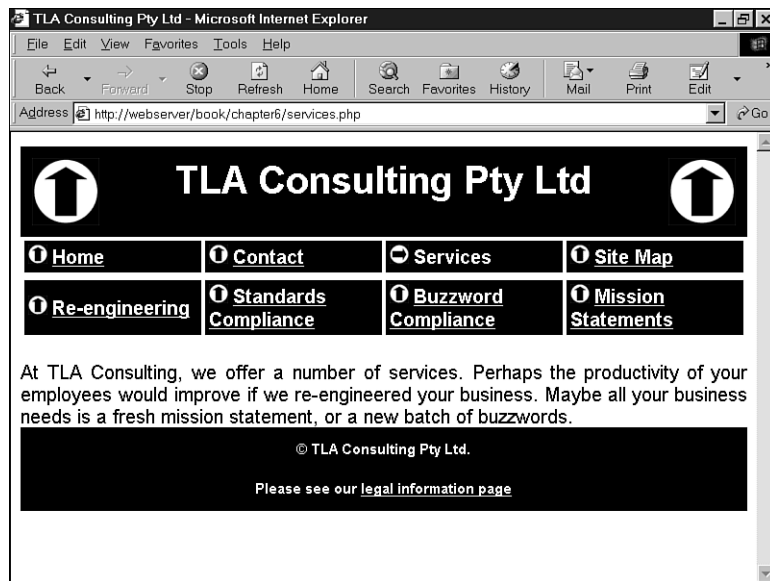 TLA Consulting Pty Ltd - Microsoft Internet Explorer
File Edit View Favorites Tools Help
Back Forward Stop Refresh Home Search Favorites History Mail Print Edit
Address http://webserver/book/chapter6/services.php Go
TLA Consulting Pty Ltd
Home Contact Services Site Map
Re-engineering Standards Compliance Buzzword Compliance Mission Statements
At TLA Consulting, we offer a number of services. Perhaps the productivity of your
employees would improve if we re-engineered your business. Maybe all your business
needs is a fresh mission statement, or a new batch of buzzwords.
© TLA Consulting Pty Ltd.
Please see our legal information page